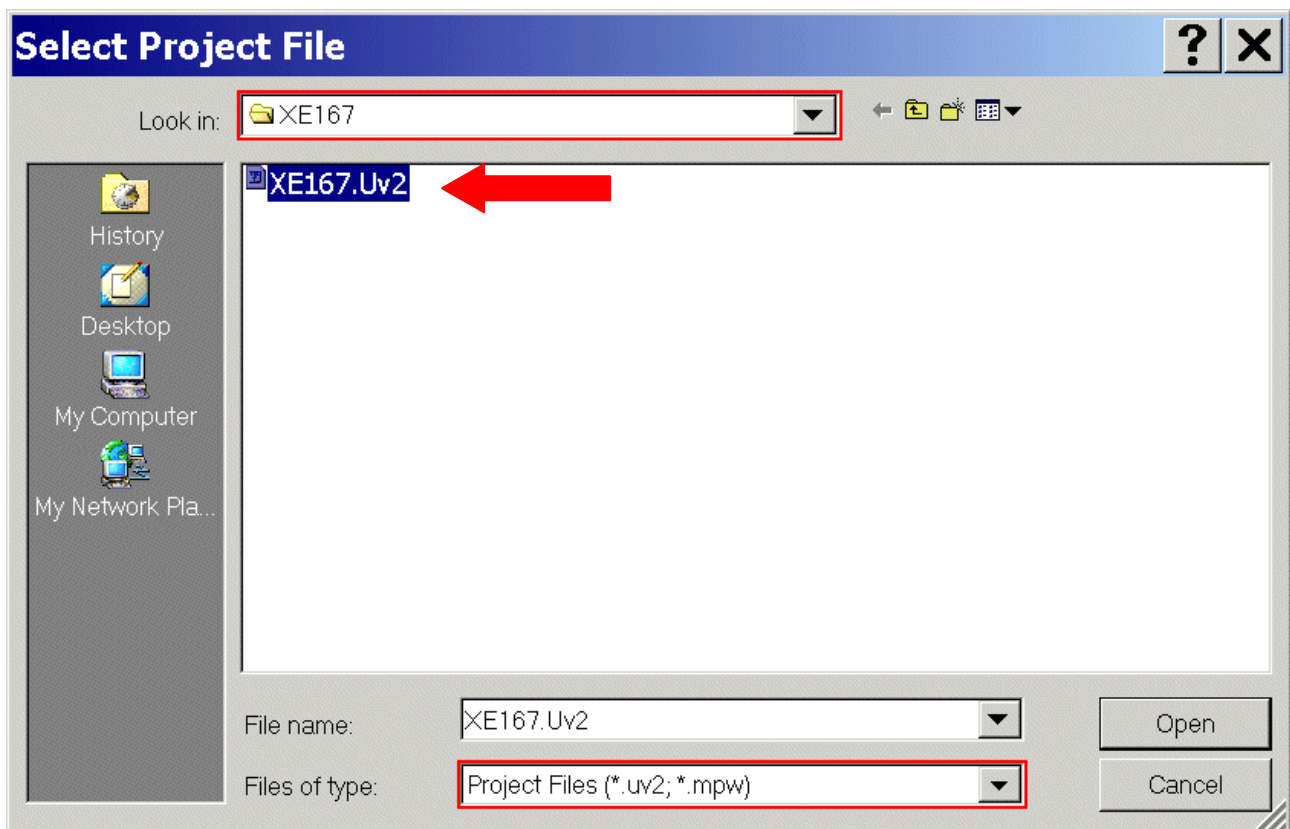 Select Project File
Look in: XE167
XE167.Uv2
History
Desktop
My Computer
My Network Pla...
File name: XE167.Uv2 Open
Files of type: Project Files (*.uv2; *.mpw) Cancel